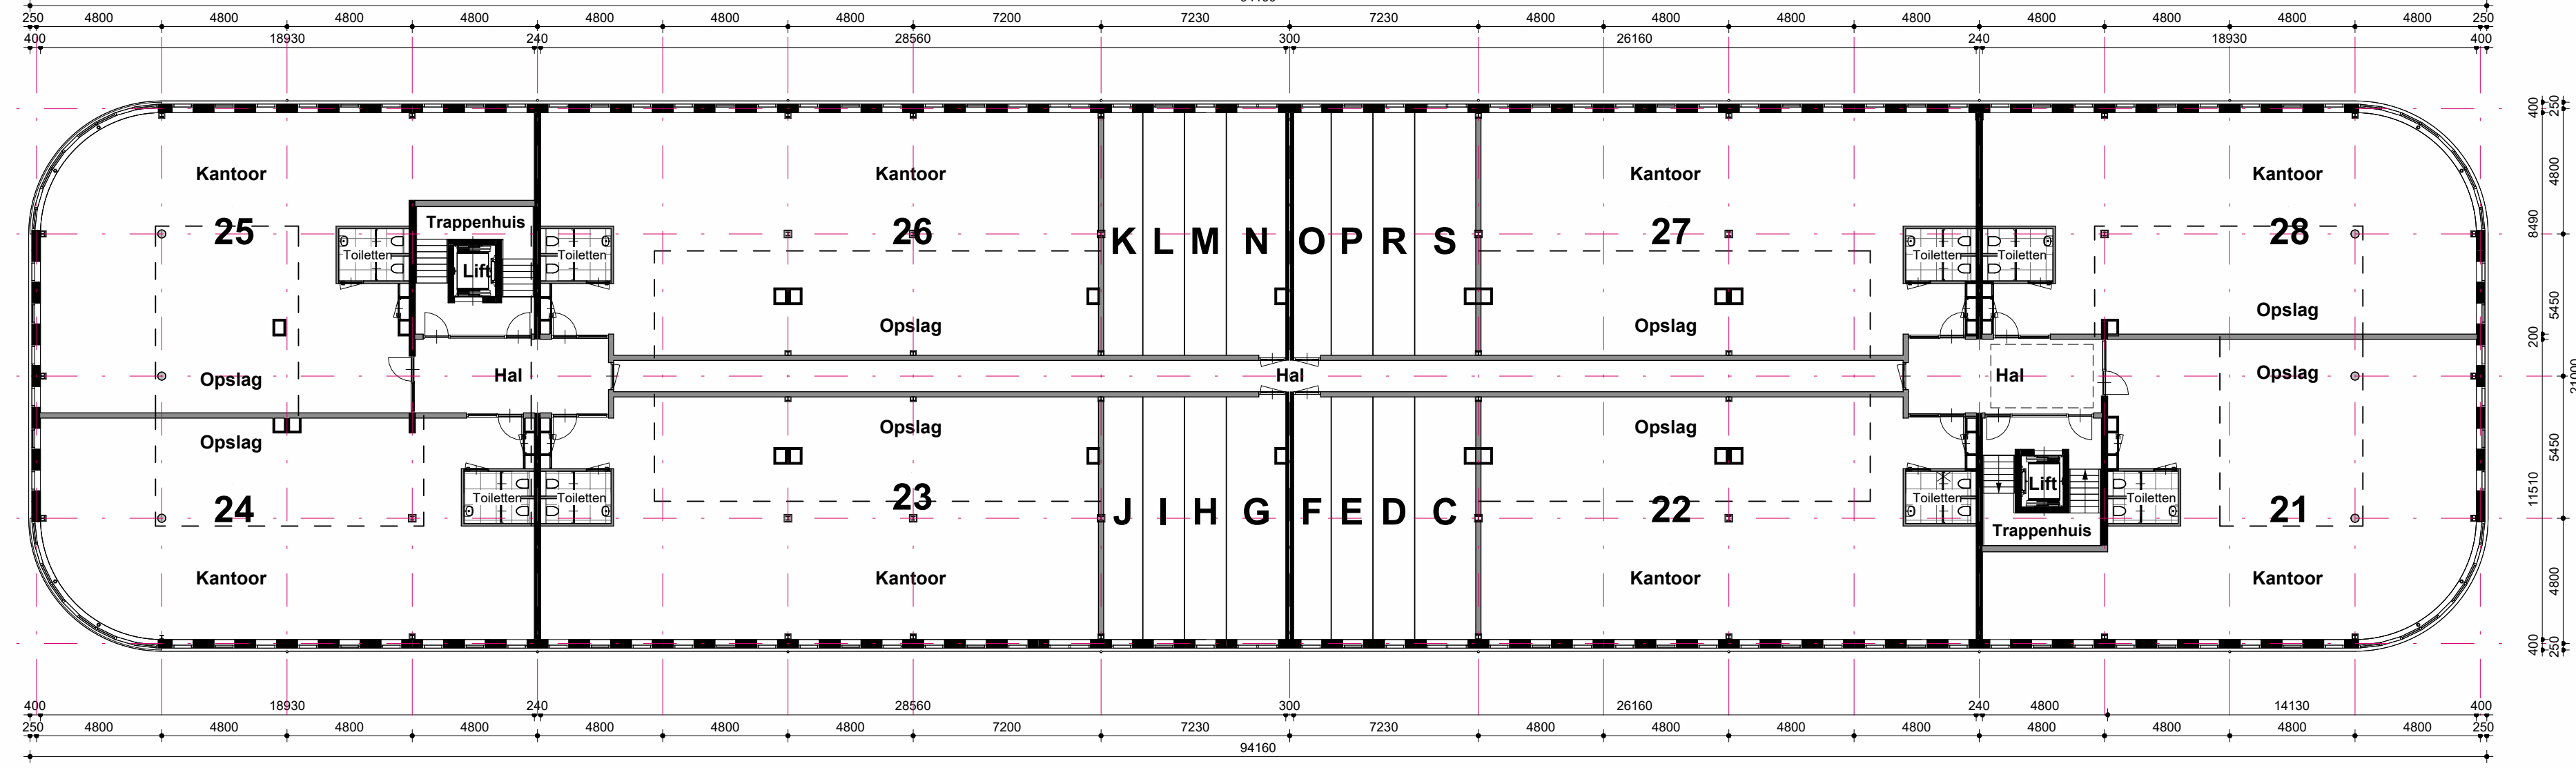 250 4800 4800 4800 4800 4800 4800 4800 7200 7230 7230 4800 4800 4800 4800 4800 4800 4800 4800 250
400 18930 240 28560 300 26160 240 18930 400
400 250
Kantoor Kantoor Kantoor Kantoor
4800
Trappenhuis
25 26 K L M N O P R S 27 28
8490
Toiletten Lift Toiletten Toiletten Toiletten
Opslag Opslag Opslag
5450
200
Opslag Hal Hal Hal Opslag
21000
Opslag Opslag Opslag
5450
24 Toiletten Toiletten 23 J I H G F E D C 22 Toiletten Lift Toiletten 21
11510
Trappenhuis
Kantoor Kantoor Kantoor Kantoor
4800
400 250
400 18930 240 28560 300 26160 240 4800 14130 400
250 4800 4800 4800 4800 4800 4800 4800 7200 7230 7230 4800 4800 4800 4800 4800 4800 4800 4800 250
94160